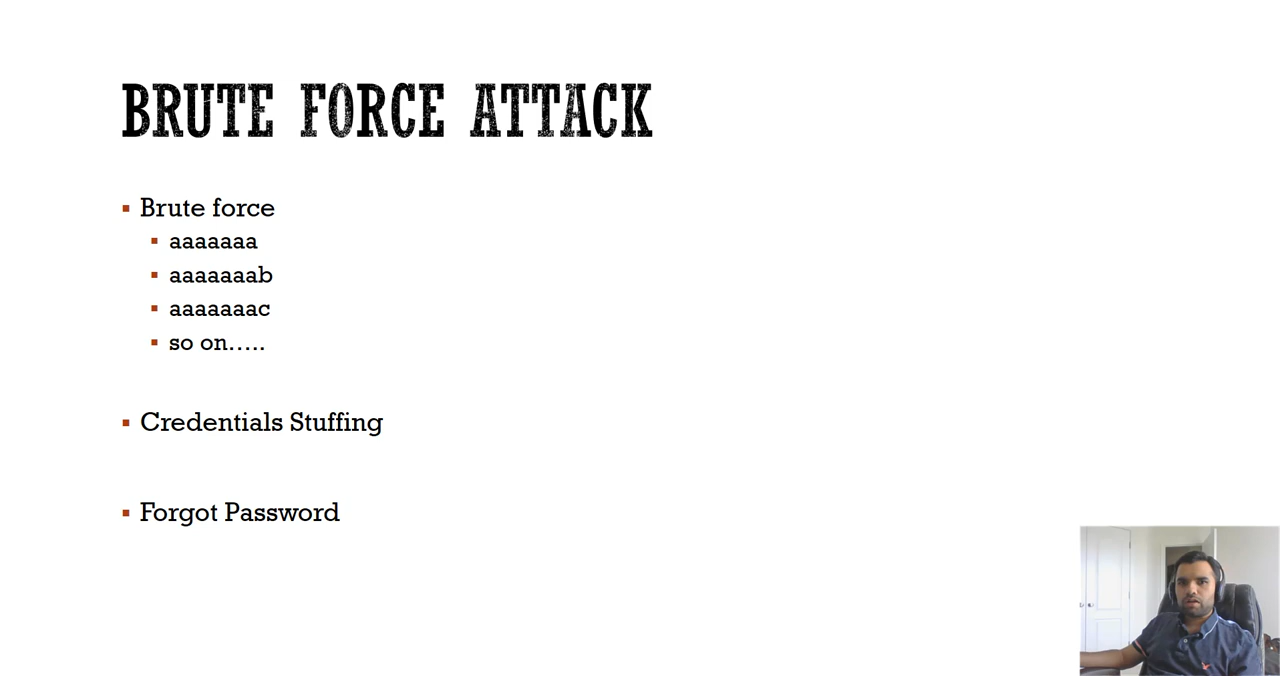 BRUTE FORCE ATTACK
Brute force
aaaaaaa
aaaaaaab
aaaaaaac
so on.....
Credentials Stuffing
Forgot Password